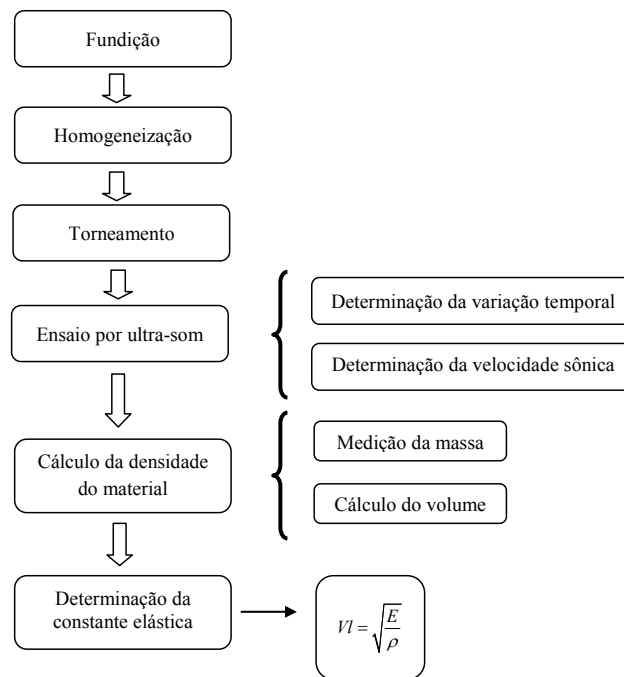 Fundição
Homogeneização
Torneamento
Ensaio por ultra-som
Determinação da variação temporal
Determinação da velocidade sônica
Cálculo da densidade
do material
Medição da massa
Cálculo do volume
Determinação da
constante elástica
Vl = √(E/ρ)